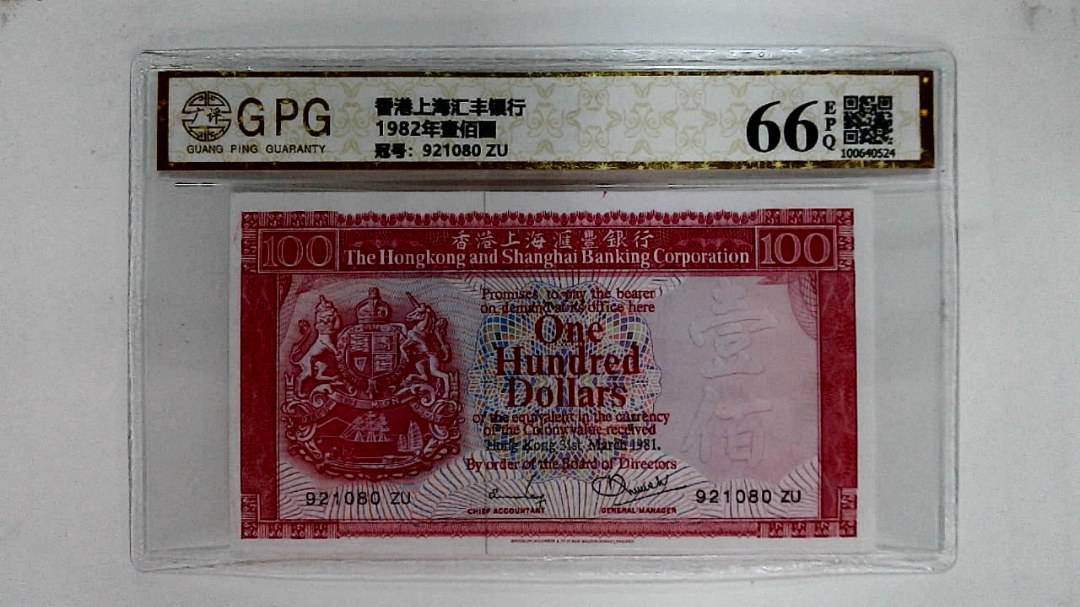 广评
GPG
GUANG PING GUARANTY
香港上海汇丰银行
1982年壹佰圆
冠号：921080 ZU
66
EPQ
100640524
香港上海滙豐銀行
100
The Hongkong and Shanghai Banking Corporation
100
Promises to pay the bearer
on demand at its office here
One
Hundred
Dollars
or the equivalent in the currency
of the Colony value received
Hong Kong 31st March 1981.
By order of the Board of Directors
壹
佰
921080 ZU
921080 ZU
CHIEF ACCOUNTANT
GENERAL MANAGER